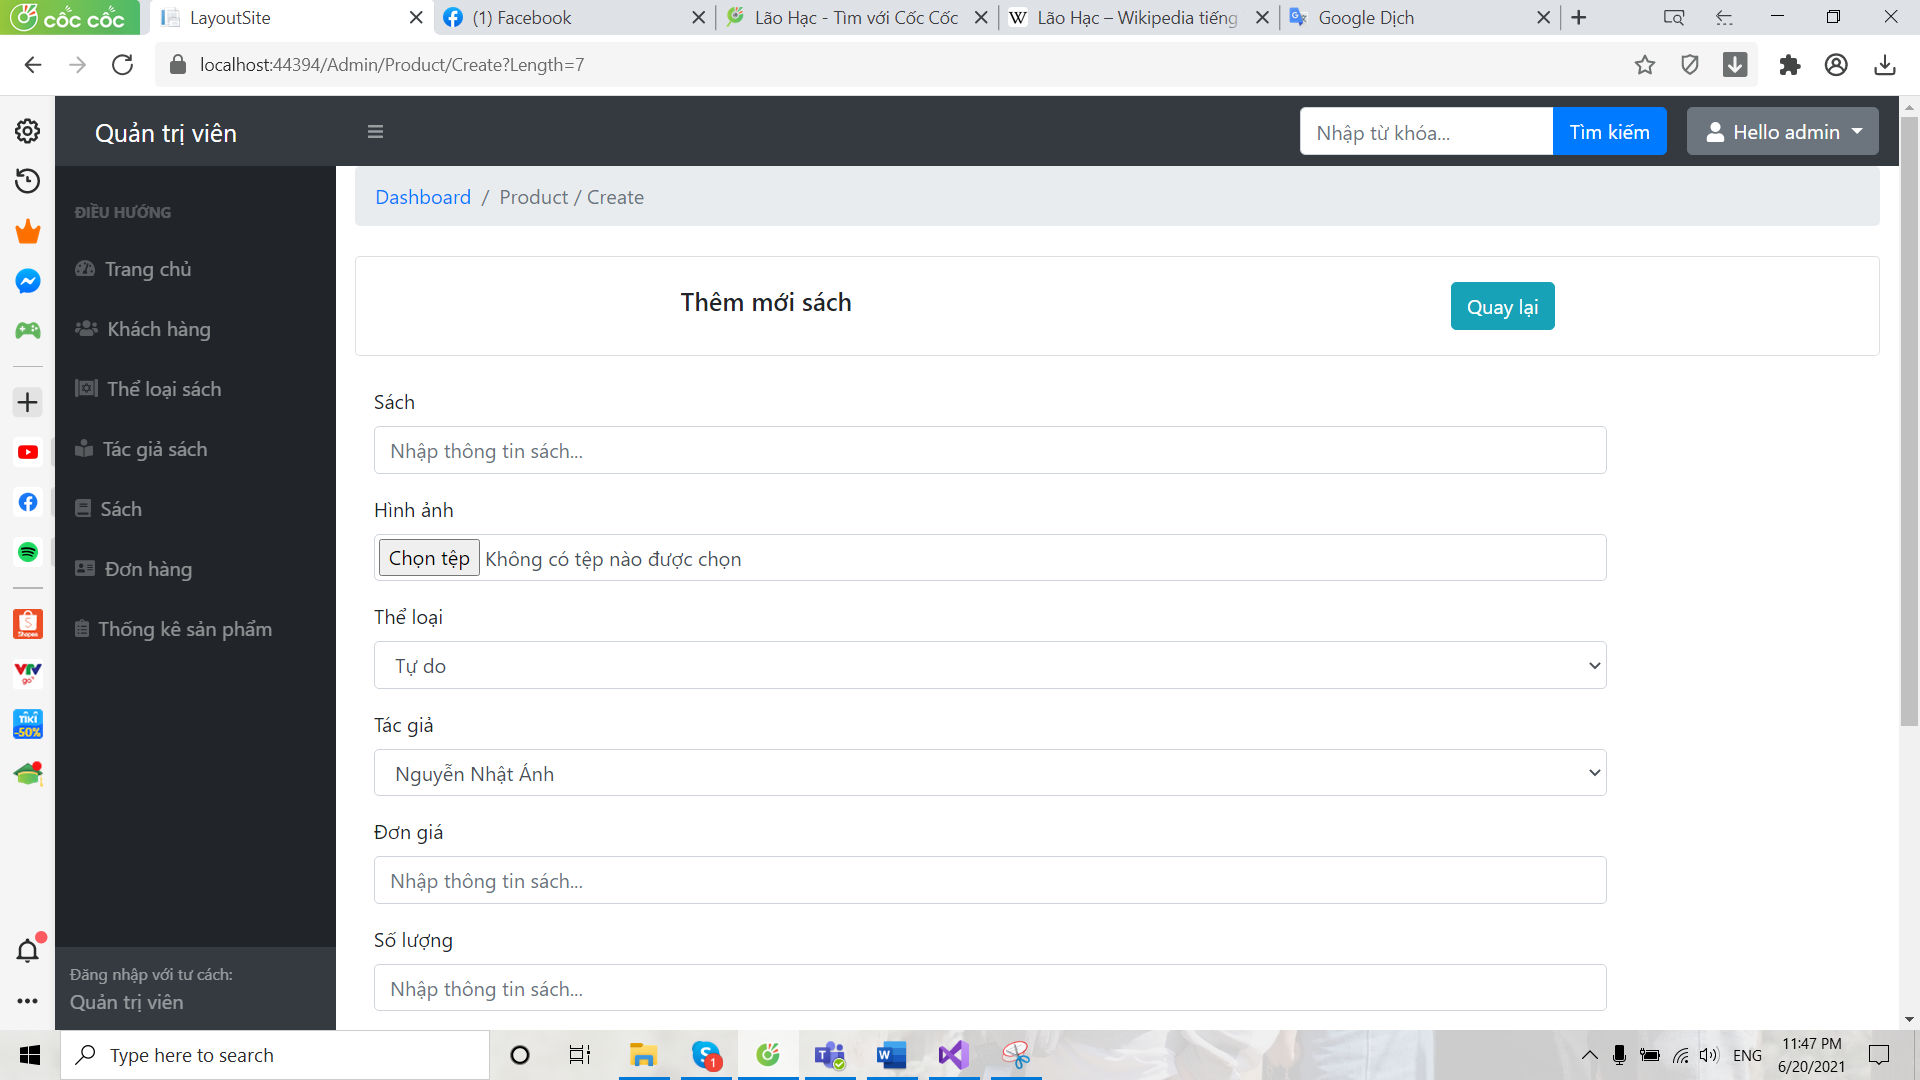 cốc cốc
LayoutSite
(1) Facebook
Lão Hạc - Tìm với Cốc Cốc
W Lão Hạc – Wikipedia tiếng
Google Dịch
localhost:44394/Admin/Product/Create?Length=7
Quản trị viên
Nhập từ khóa...
Tìm kiếm
Hello admin
Dashboard / Product / Create
ĐIỀU HƯỚNG
Trang chủ
Khách hàng
Thể loại sách
Tác giả sách
Sách
Đơn hàng
Thống kê sản phẩm
Đăng nhập với tư cách:
Quản trị viên
Thêm mới sách
Quay lại
Sách
Nhập thông tin sách...
Hình ảnh
Chọn tệp Không có tệp nào được chọn
Thể loại
Tự do
Tác giả
Nguyễn Nhật Ánh
Đơn giá
Nhập thông tin sách...
Số lượng
Nhập thông tin sách...
Shopee
VTV
go
TIKI
-50%
Type here to search
1
ENG
11:47 PM
6/20/2021